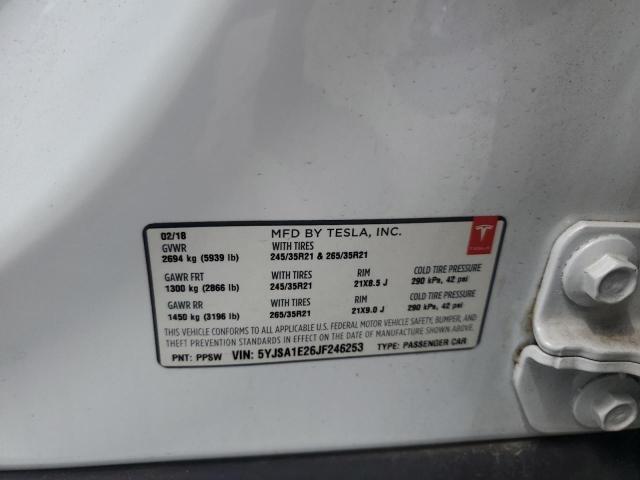 02/18 MFD BY TESLA, INC.
GVWR WITH TIRES
2694 kg (5939 lb) 245/35R21 & 265/35R21
GAWR FRT WITH TIRES RIM COLD TIRE PRESSURE
1300 kg (2866 lb) 245/35R21 21X8.5 J 290 kPa, 42 psi
GAWR RR WITH TIRES RIM COLD TIRE PRESSURE
1450 kg (3196 lb) 265/35R21 21X9.0 J 290 kPa, 42 psi
THIS VEHICLE CONFORMS TO ALL APPLICABLE U.S. FEDERAL MOTOR VEHICLE SAFETY, BUMPER, AND
THEFT PREVENTION STANDARDS IN EFFECT ON THE DATE OF MANUFACTURE SHOWN ABOVE.
PNT: PPSW VIN: 5YJSA1E26JF246253 TYPE: PASSENGER CAR